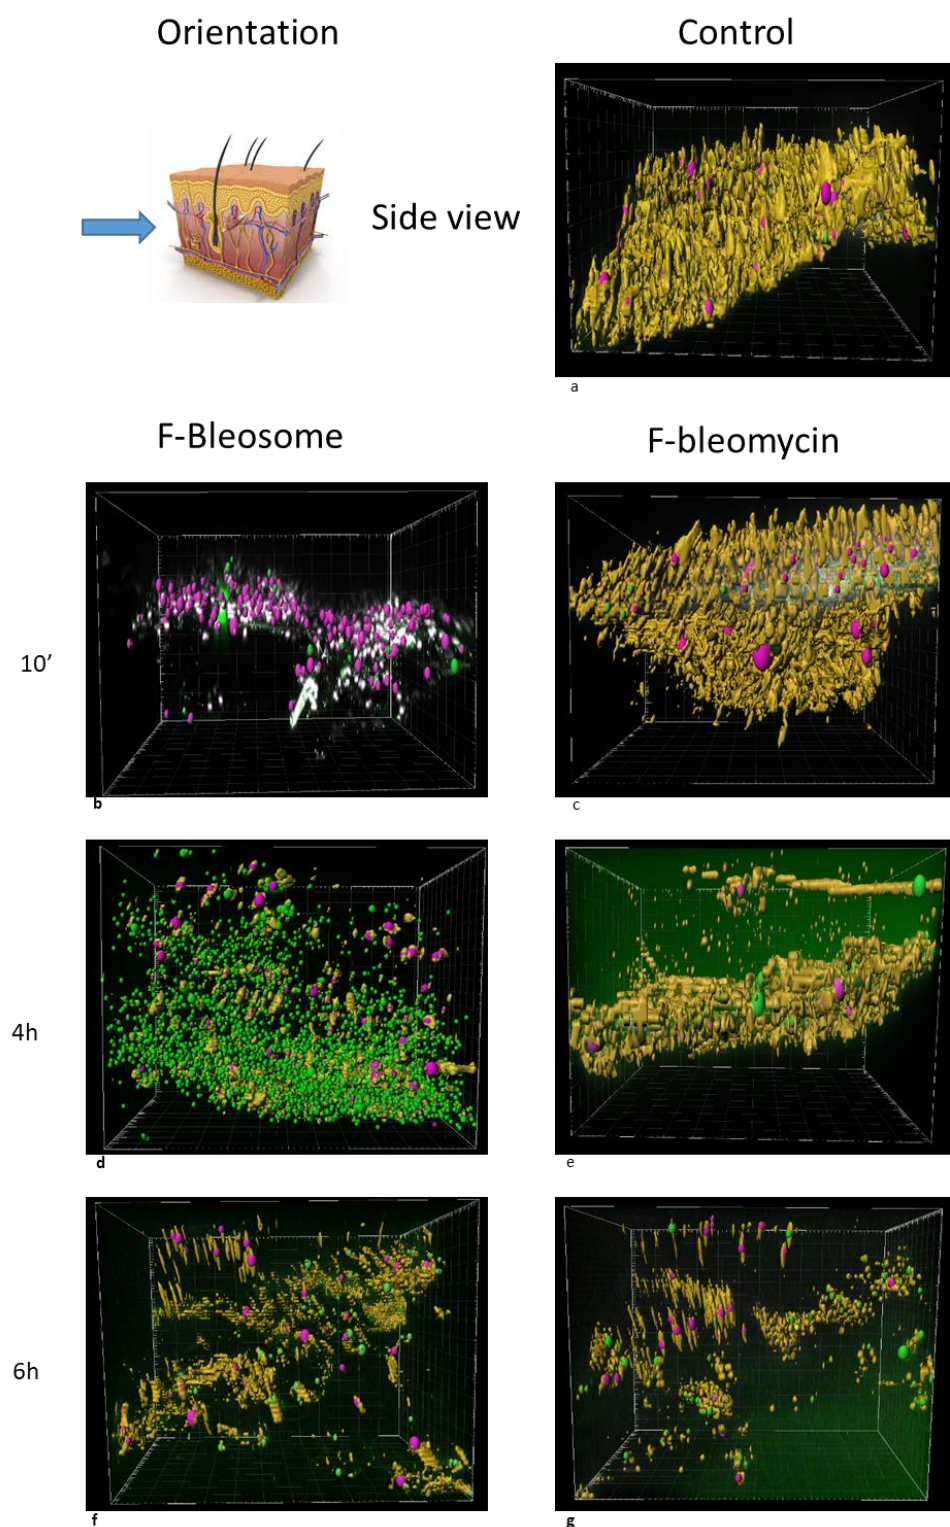 Orientation
Control
Side view
a
F-Bleosome
F-bleomycin
10’
b
c
4h
d
e
6h
f
g